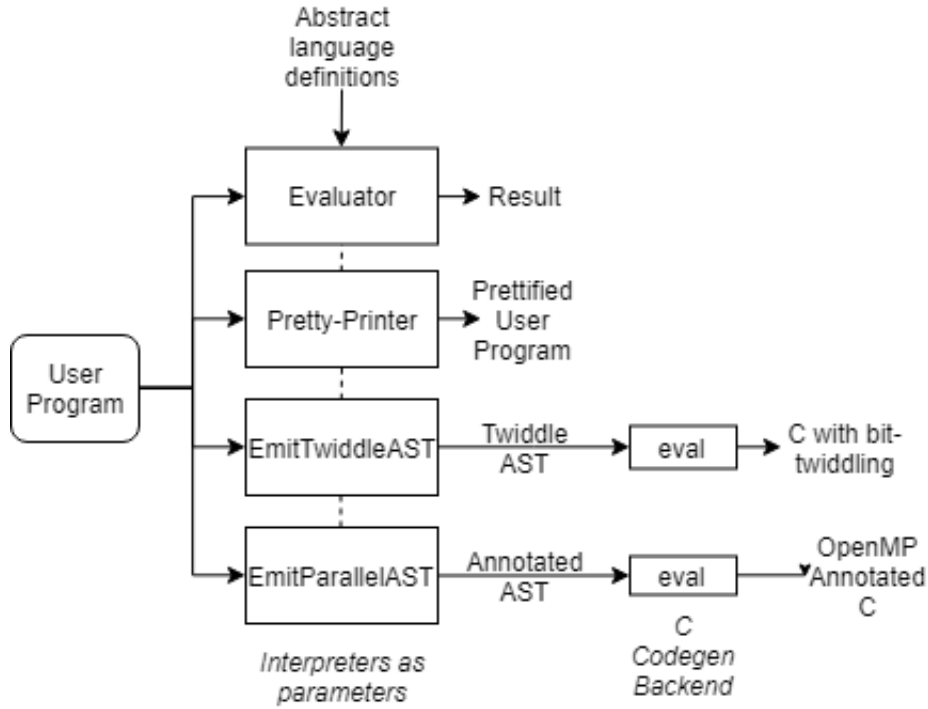 Abstract
language
definitions
Evaluator
Result
Pretty-Printer
Prettified
User
Program
User
Program
EmitTwiddleAST
Twiddle
AST
eval
C with bit-
twiddling
EmitParallelAST
Annotated
AST
eval
OpenMP
Annotated
C
Interpreters as
parameters
C
Codegen
Backend